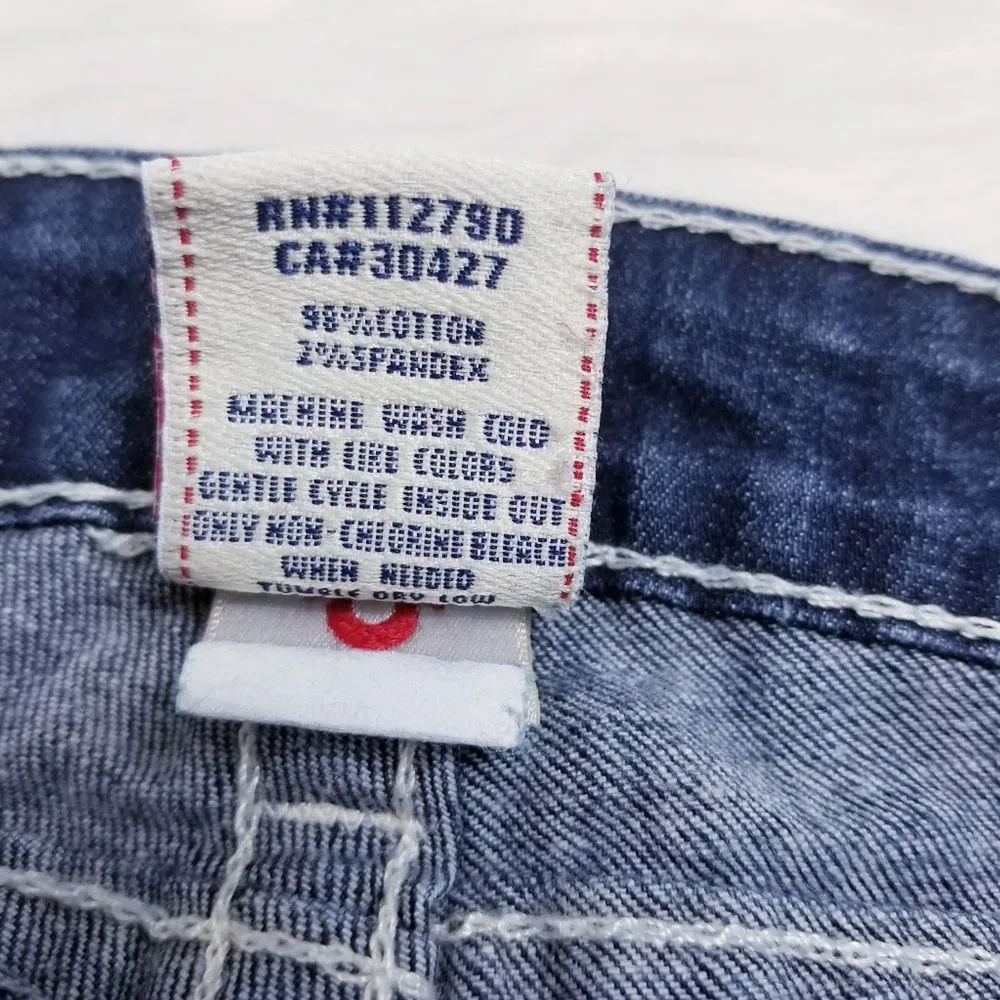 RN#112790
CA#30427
98%COTTON
2%SPANDEX
MACHINE WASH COLD
WITH LIKE COLORS
GENTLE CYCLE INSIDE OUT
ONLY NON-CHLORINE BLEACH
WHEN NEEDED
TUMBLE DRY LOW